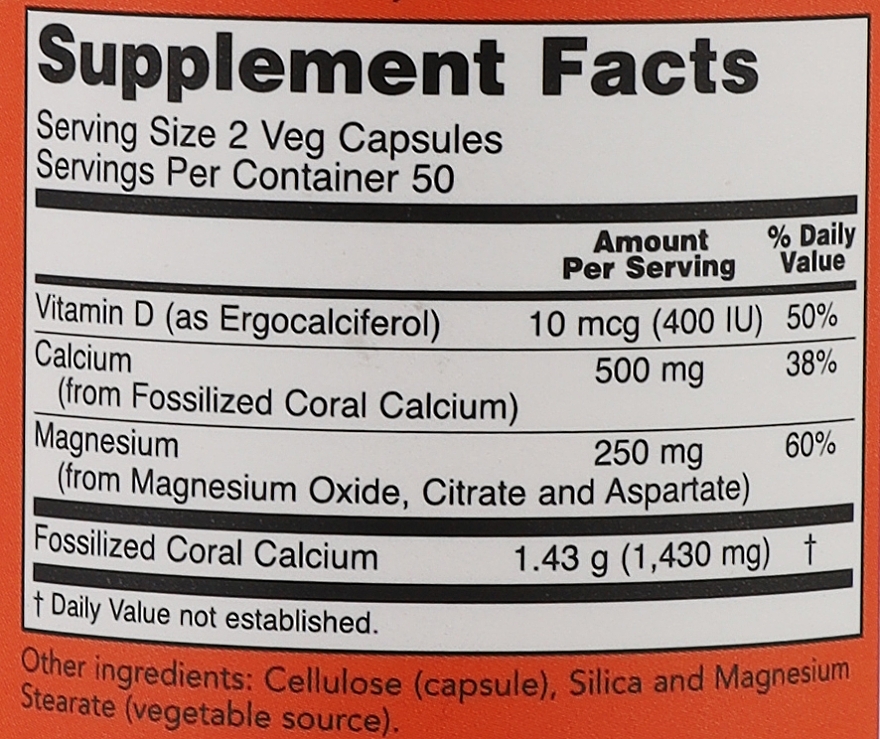 Supplement Facts
Serving Size 2 Veg Capsules
Servings Per Container 50
Amount Per Serving % Daily Value
Vitamin D (as Ergocalciferol) 10 mcg (400 IU) 50%
Calcium 500 mg 38%
(from Fossilized Coral Calcium)
Magnesium 250 mg 60%
(from Magnesium Oxide, Citrate and Aspartate)
Fossilized Coral Calcium 1.43 g (1,430 mg) †
† Daily Value not established.
Other ingredients: Cellulose (capsule), Silica and Magnesium
Stearate (vegetable source).